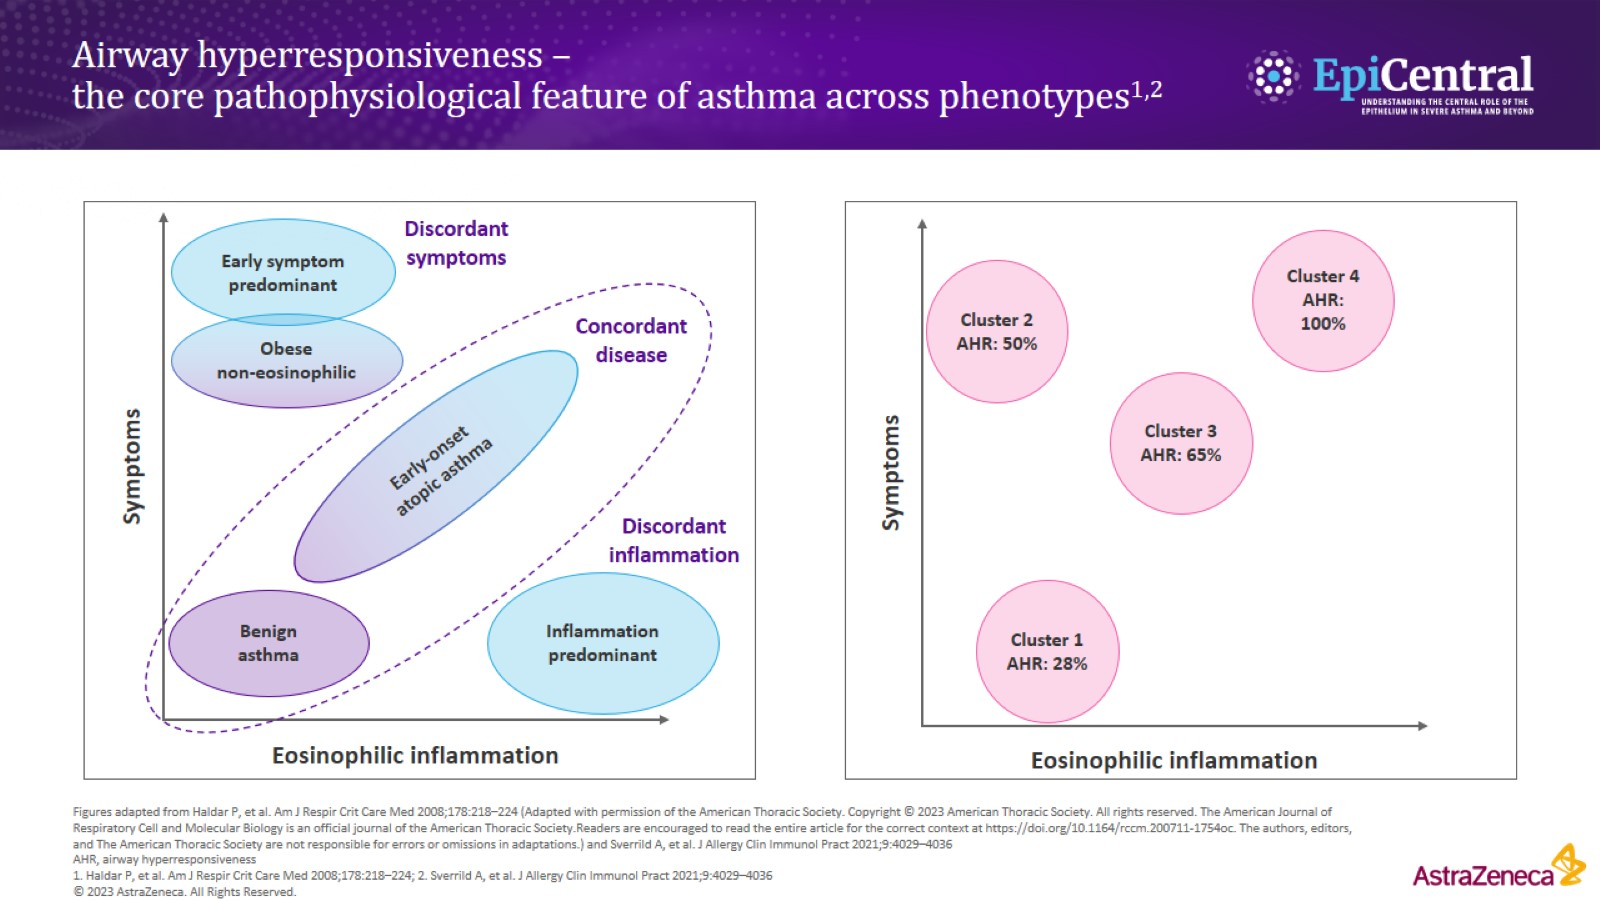 Airway hyperresponsiveness –
the core pathophysiological feature of asthma across phenotypes1,2
EpiCentral
UNDERSTANDING THE CENTRAL ROLE OF THE
EPITHELIUM IN SEVERE ASTHMA AND BEYOND
Discordant
symptoms
Early symptom
predominant
Obese
non-eosinophilic
Concordant
disease
Early-onset
atopic asthma
Discordant
inflammation
Benign
asthma
Inflammation
predominant
Symptoms
Eosinophilic inflammation
Cluster 4
AHR:
100%
Cluster 2
AHR: 50%
Cluster 3
AHR: 65%
Cluster 1
AHR: 28%
Symptoms
Eosinophilic inflammation
Figures adapted from Haldar P, et al. Am J Respir Crit Care Med 2008;178:218–224 (Adapted with permission of the American Thoracic Society. Copyright © 2023 American Thoracic Society. All rights reserved. The American Journal of
Respiratory Cell and Molecular Biology is an official journal of the American Thoracic Society.Readers are encouraged to read the entire article for the correct context at https://doi.org/10.1164/rccm.200711-1754oc. The authors, editors,
and The American Thoracic Society are not responsible for errors or omissions in adaptations.) and Sverrild A, et al. J Allergy Clin Immunol Pract 2021;9:4029–4036
AHR, airway hyperresponsiveness
1. Haldar P, et al. Am J Respir Crit Care Med 2008;178:218–224; 2. Sverrild A, et al. J Allergy Clin Immunol Pract 2021;9:4029–4036
© 2023 AstraZeneca. All Rights Reserved.
AstraZeneca